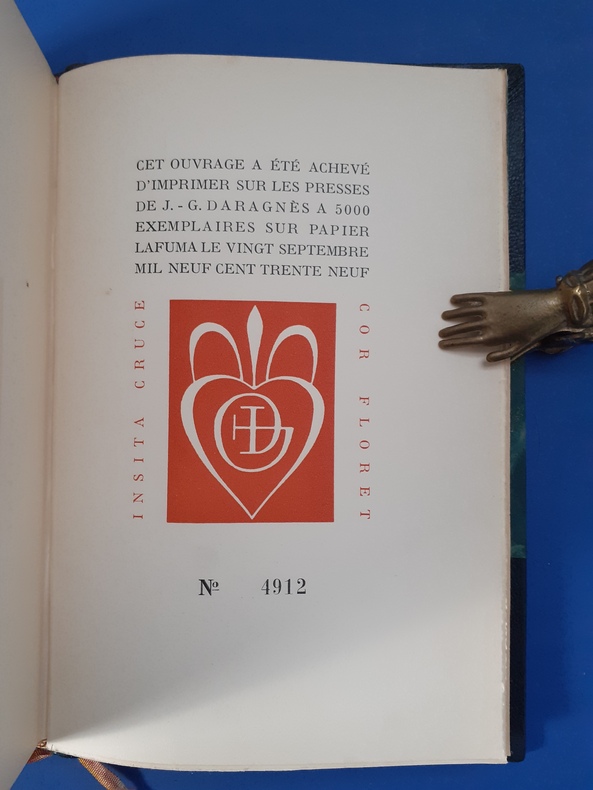 CET OUVRAGE A ÉTÉ ACHEVÉ
D'IMPRIMER SUR LES PRESSES
DE J.-G. DARAGNÈS A 5000
EXEMPLAIRES SUR PAPIER
LAFUMA LE VINGT SEPTEMBRE
MIL NEUF CENT TRENTE NEUF
INSITA CRUCE
COR FLORET
Nº 4912